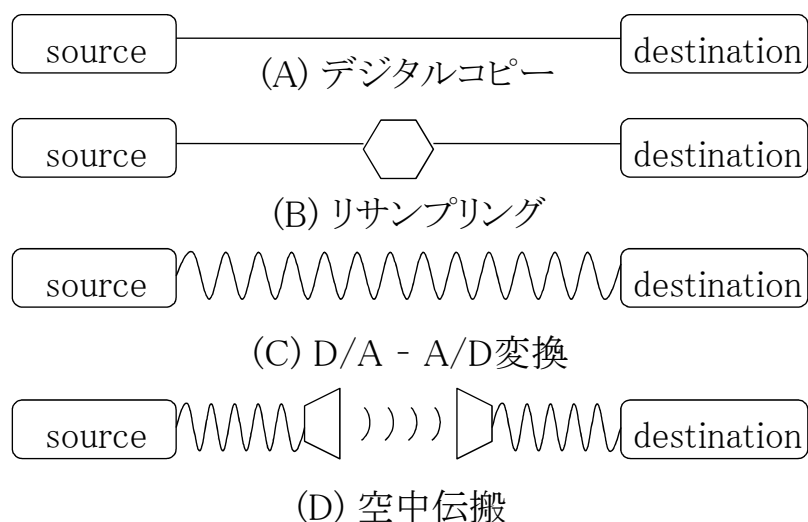 source destination
(A) デジタルコピー
source destination
(B) リサンプリング
source destination
(C) D/A - A/D変換
source destination
(D) 空中伝搬